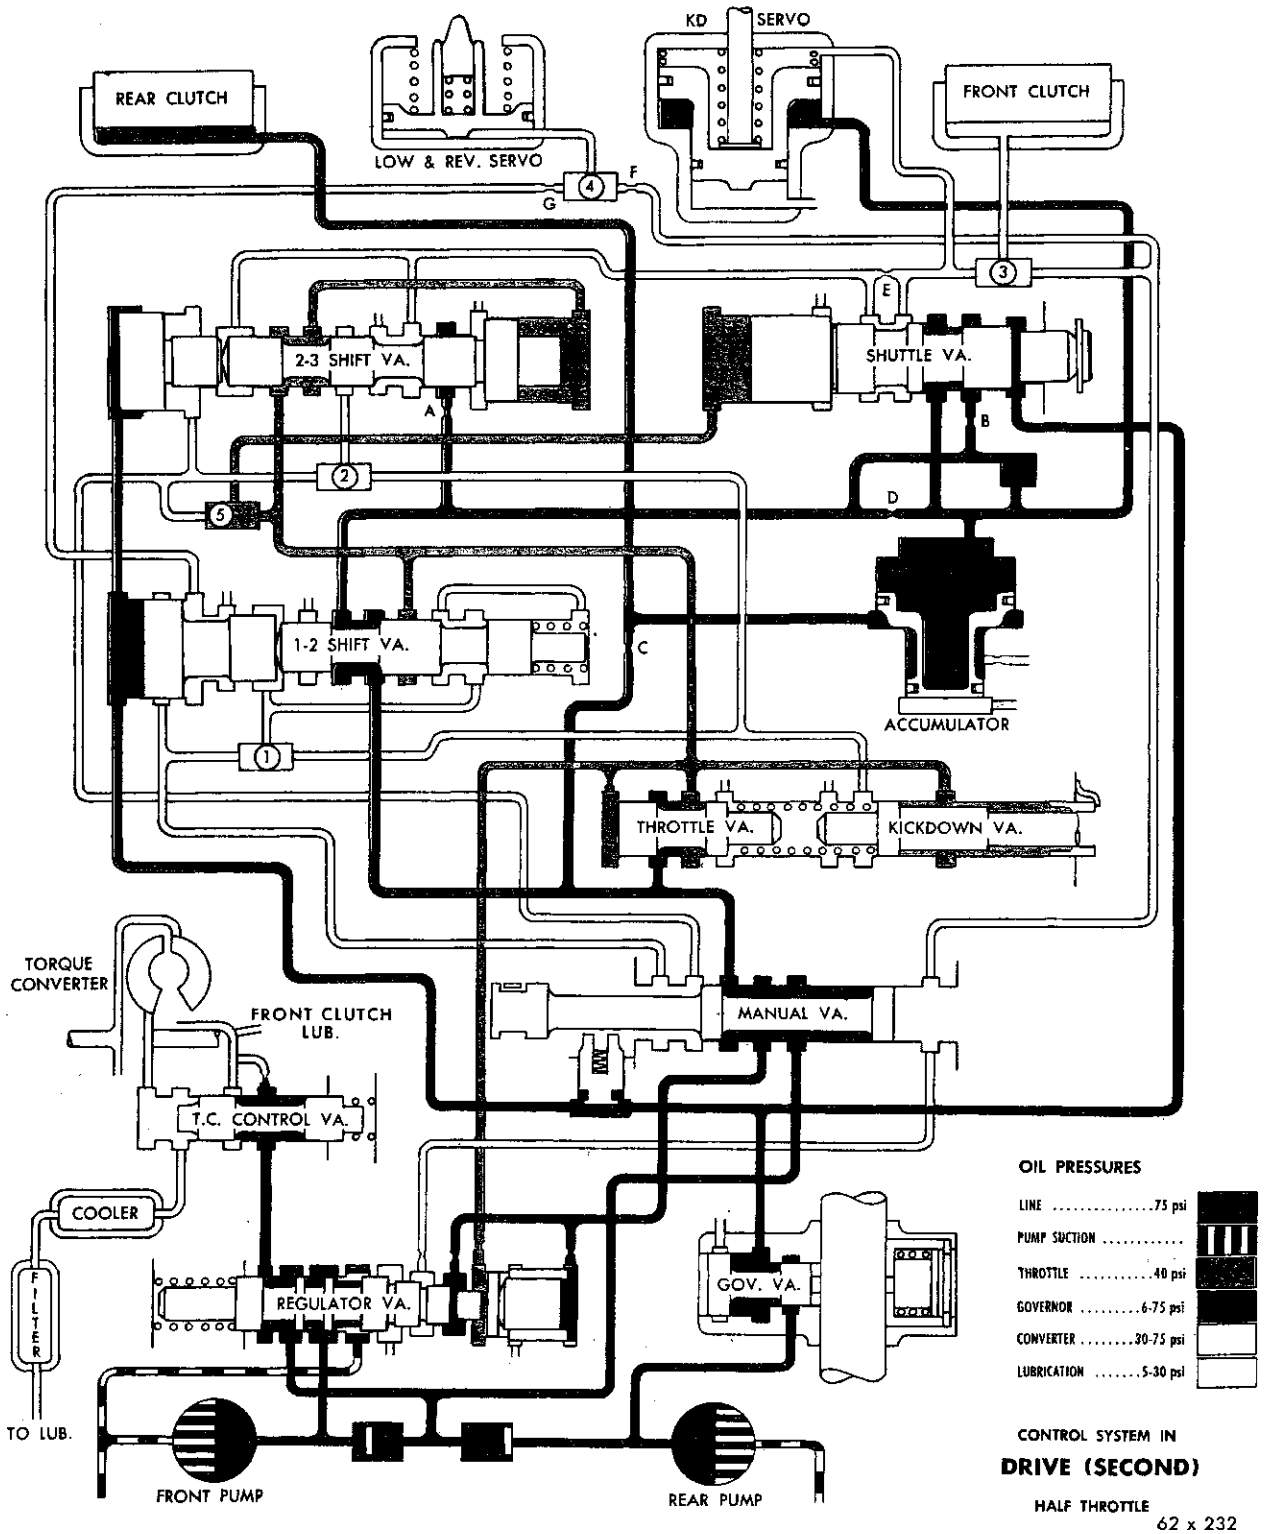 KD SERVO
REAR CLUTCH
FRONT CLUTCH
LOW & REV. SERVO
4
F
G
3
E
2-3 SHIFT VA.
SHUTTLE VA.
A
B
2
D
5
1-2 SHIFT VA.
C
ACCUMULATOR
1
THROTTLE VA.
KICKDOWN VA.
TORQUE
CONVERTER
FRONT CLUTCH
LUB.
MANUAL VA.
T.C. CONTROL VA.
COOLER
FILTER
REGULATOR VA.
GOV. VA.
TO LUB.
FRONT PUMP
REAR PUMP
OIL PRESSURES
LINE ...............75 psi
PUMP SUCTION ............
THROTTLE ...........40 psi
GOVERNOR .........6-75 psi
CONVERTER ......30-75 psi
LUBRICATION .......5-30 psi
CONTROL SYSTEM IN
DRIVE (SECOND)
HALF THROTTLE
62 x 232